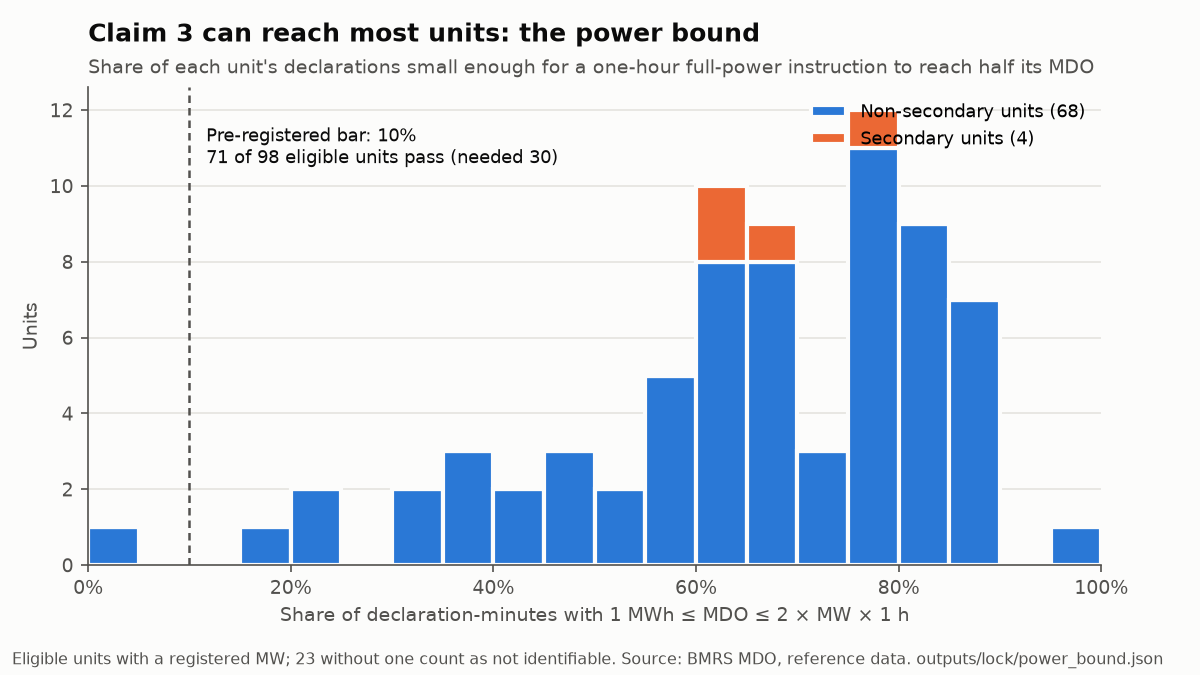 Claim 3 can reach most units: the power bound
Share of each unit's declarations small enough for a one-hour full-power instruction to reach half its MDO
12
10
8
6
4
2
0
Units
Pre-registered bar: 10%
71 of 98 eligible units pass (needed 30)
Non-secondary units (68)
Secondary units (4)
0%
20%
40%
60%
80%
100%
Share of declaration-minutes with 1 MWh ≤ MDO ≤ 2 × MW × 1 h
Eligible units with a registered MW; 23 without one count as not identifiable. Source: BMRS MDO, reference data. outputs/lock/power_bound.json